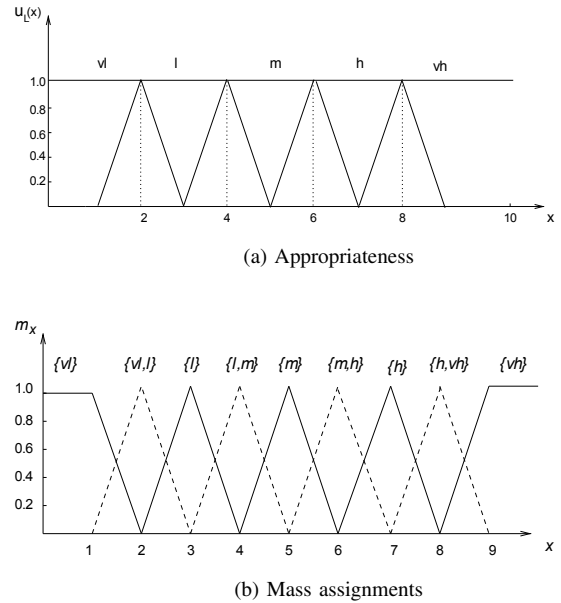 u_L(x)
vl l m h vh
1.0
0.8
0.6
0.4
0.2
2 4 6 8 10 x
(a) Appropriateness
m_x
{vl} {vl,l} {l} {l,m} {m} {m,h} {h} {h,vh} {vh}
1.0
0.8
0.6
0.4
0.2
1 2 3 4 5 6 7 8 9 x
(b) Mass assignments